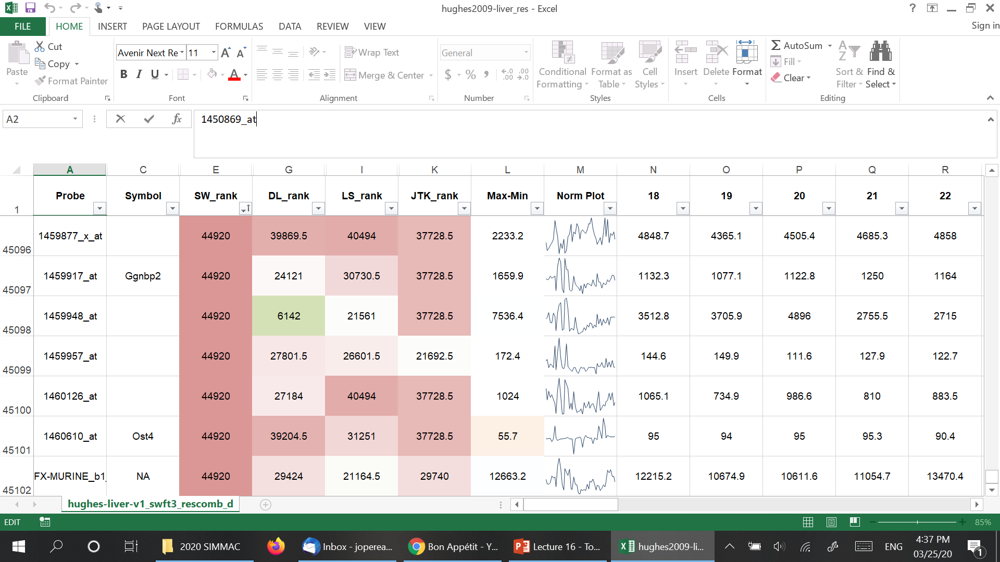 hughes2009-liver_res - Excel
Sign in
FILE HOME INSERT PAGE LAYOUT FORMULAS DATA REVIEW VIEW
Paste
Cut
Copy
Format Painter
Clipboard
Avenir Next Re 11
B I U
Font
Wrap Text
Merge & Center
Alignment
General
$ % ,
Number
Conditional Formatting
Format as Table
Cell Styles
Styles
Insert Delete Format
Cells
AutoSum
Fill
Clear
Sort & Filter
Find & Select
Editing
A2 fx 1450869_at
A C E G I K L M N O P Q R
1 Probe Symbol SW_rank DL_rank LS_rank JTK_rank Max-Min Norm Plot 18 19 20 21 22
45096 1459877_x_at 44920 39869.5 40494 37728.5 2233.2 4848.7 4365.1 4505.4 4685.3 4858
45097 1459917_at Ggnbp2 44920 24121 30730.5 37728.5 1659.9 1132.3 1077.1 1122.8 1250 1164
45098 1459948_at 44920 6142 21561 37728.5 7536.4 3512.8 3705.9 4896 2755.5 2715
45099 1459957_at 44920 27801.5 26601.5 21692.5 172.4 144.6 149.9 111.6 127.9 122.7
45100 1460126_at 44920 27184 40494 37728.5 1024 1065.1 734.9 986.6 810 883.5
45101 1460610_at Ost4 44920 39204.5 31251 37728.5 55.7 95 94 95 95.3 90.4
45102 FX-MURINE_b1_ NA 44920 29424 21164.5 29740 12663.2 12215.2 10674.9 10611.6 11054.7 13470.4
hughes-liver-v1_swft3_rescomb_d
EDIT 85%
2020 SIMMAC
Inbox - joperea...
Bon Appétit - Y...
Lecture 16 - To...
hughes2009-li...
ENG
4:37 PM
03/25/20
1